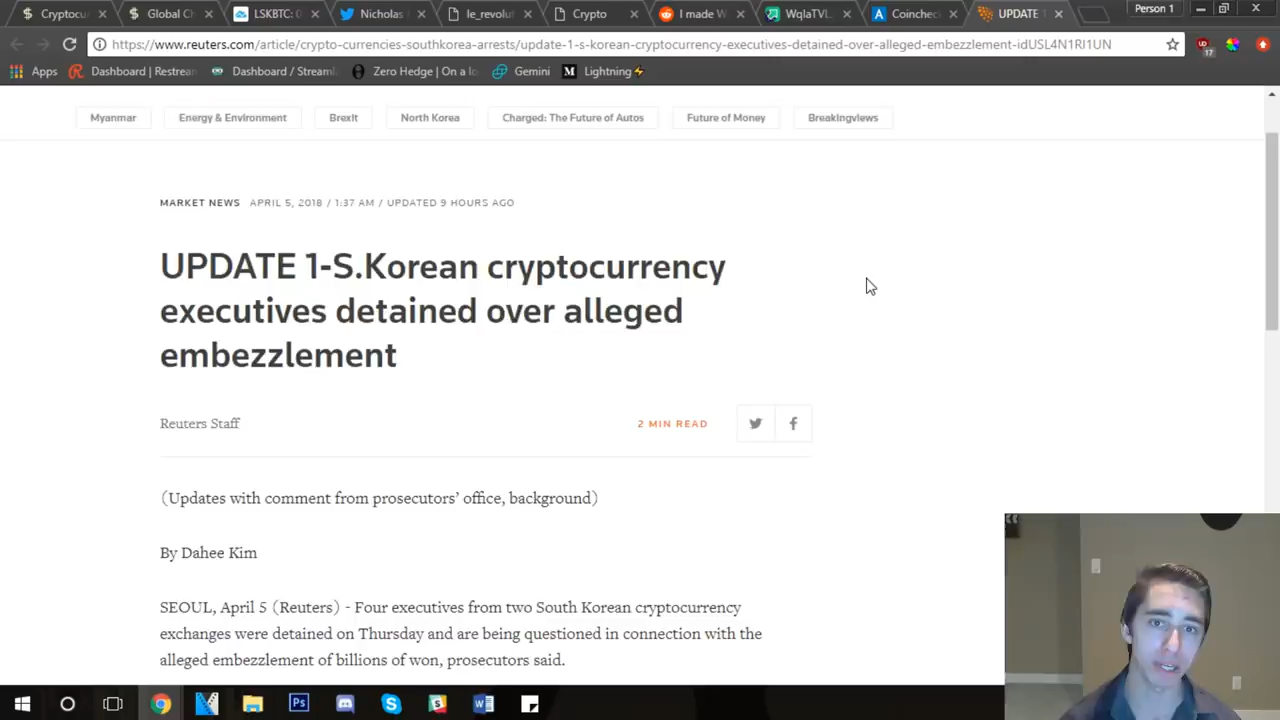 Cryptocu
Global Ch
LSKBTC: 0
Nicholas
le_revolut
Crypto
I made W
WqlaTVL.
Coinchec
UPDATE 1
Person 1
https://www.reuters.com/article/crypto-currencies-southkorea-arrests/update-1-s-korean-cryptocurrency-executives-detained-over-alleged-embezzlement-idUSL4N1RI1UN
17
Apps
Dashboard | Restream
Dashboard / Streaml
Zero Hedge | On a lo
Gemini
Lightning⚡
Myanmar
Energy & Environment
Brexit
North Korea
Charged: The Future of Autos
Future of Money
Breakingviews
MARKET NEWS APRIL 5, 2018 / 1:37 AM / UPDATED 9 HOURS AGO
UPDATE 1-S.Korean cryptocurrency
executives detained over alleged
embezzlement
Reuters Staff
2 MIN READ
(Updates with comment from prosecutors’ office, background)
By Dahee Kim
SEOUL, April 5 (Reuters) - Four executives from two South Korean cryptocurrency
exchanges were detained on Thursday and are being questioned in connection with the
alleged embezzlement of billions of won, prosecutors said.